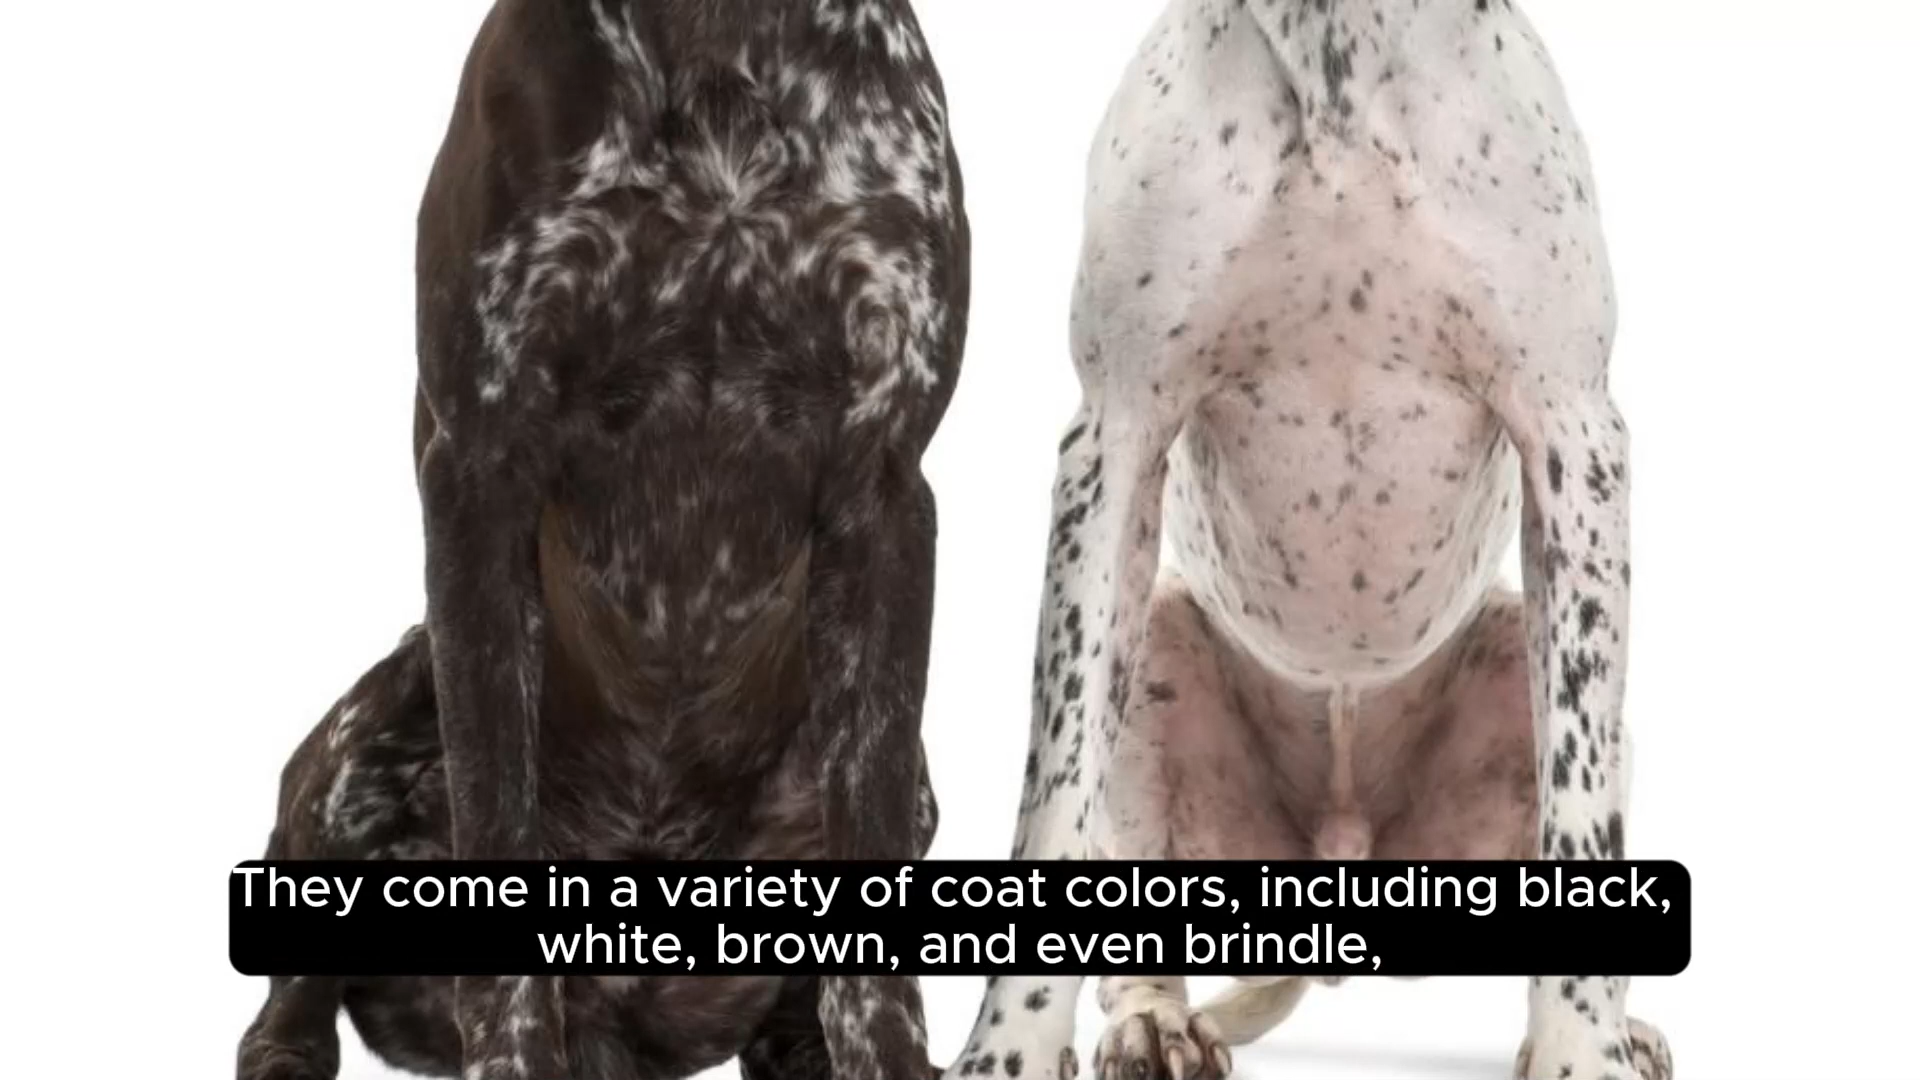 They come in a variety of coat colors, including black,
white, brown, and even brindle,